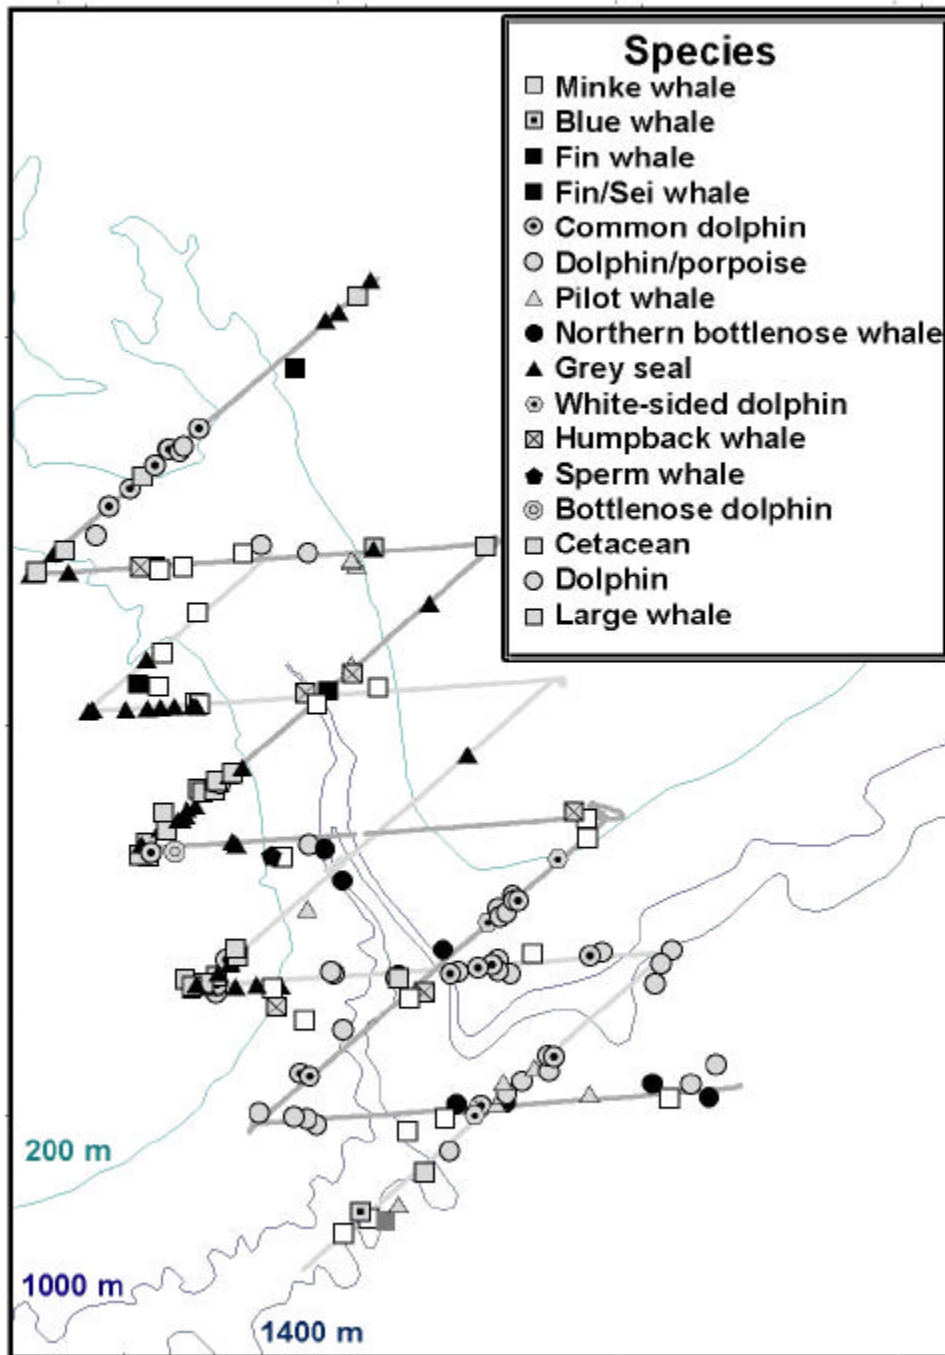 Species
Minke whale
Blue whale
Fin whale
Fin/Sei whale
Common dolphin
Dolphin/porpoise
Pilot whale
Northern bottlenose whale
Grey seal
White-sided dolphin
Humpback whale
Sperm whale
Bottlenose dolphin
Cetacean
Dolphin
Large whale
200 m
1000 m
1400 m